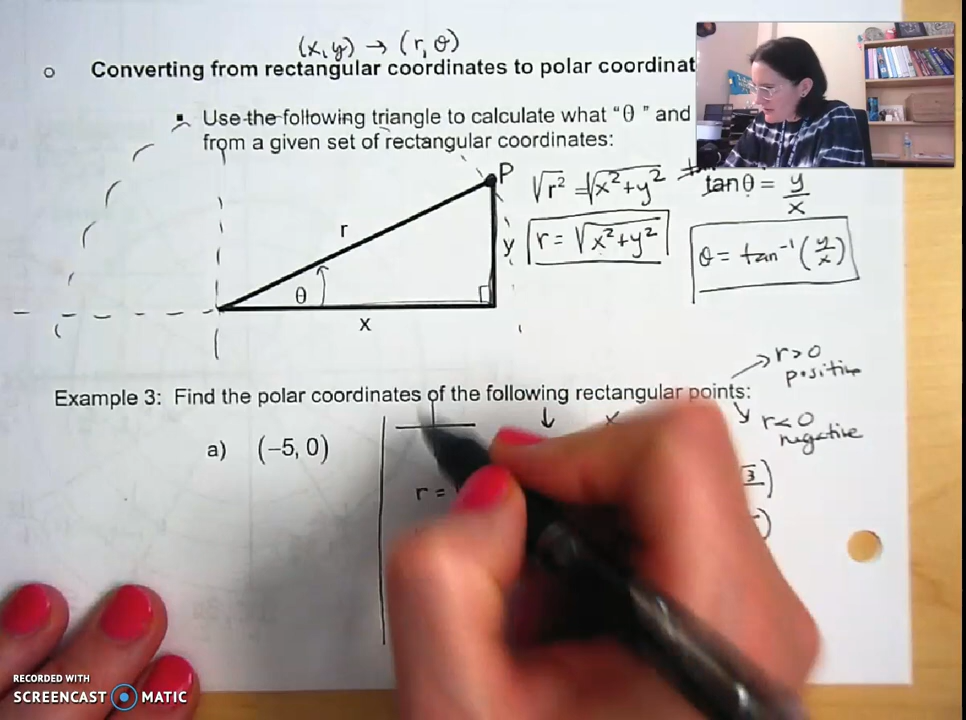 (x,y) → (r, θ)
o Converting from rectangular coordinates to polar coordinat
▪ Use the following triangle to calculate what “θ ” and
from a given set of rectangular coordinates:
P
√r² = √x²+y²
tanθ = y/x
r
y
r = √x²+y²
θ = tan⁻¹(y/x)
θ
x
r>0
positive
Example 3: Find the polar coordinates of the following rectangular points:
r<0
negative
a) (−5, 0)
r =
3)
RECORDED WITH
SCREENCAST MATIC